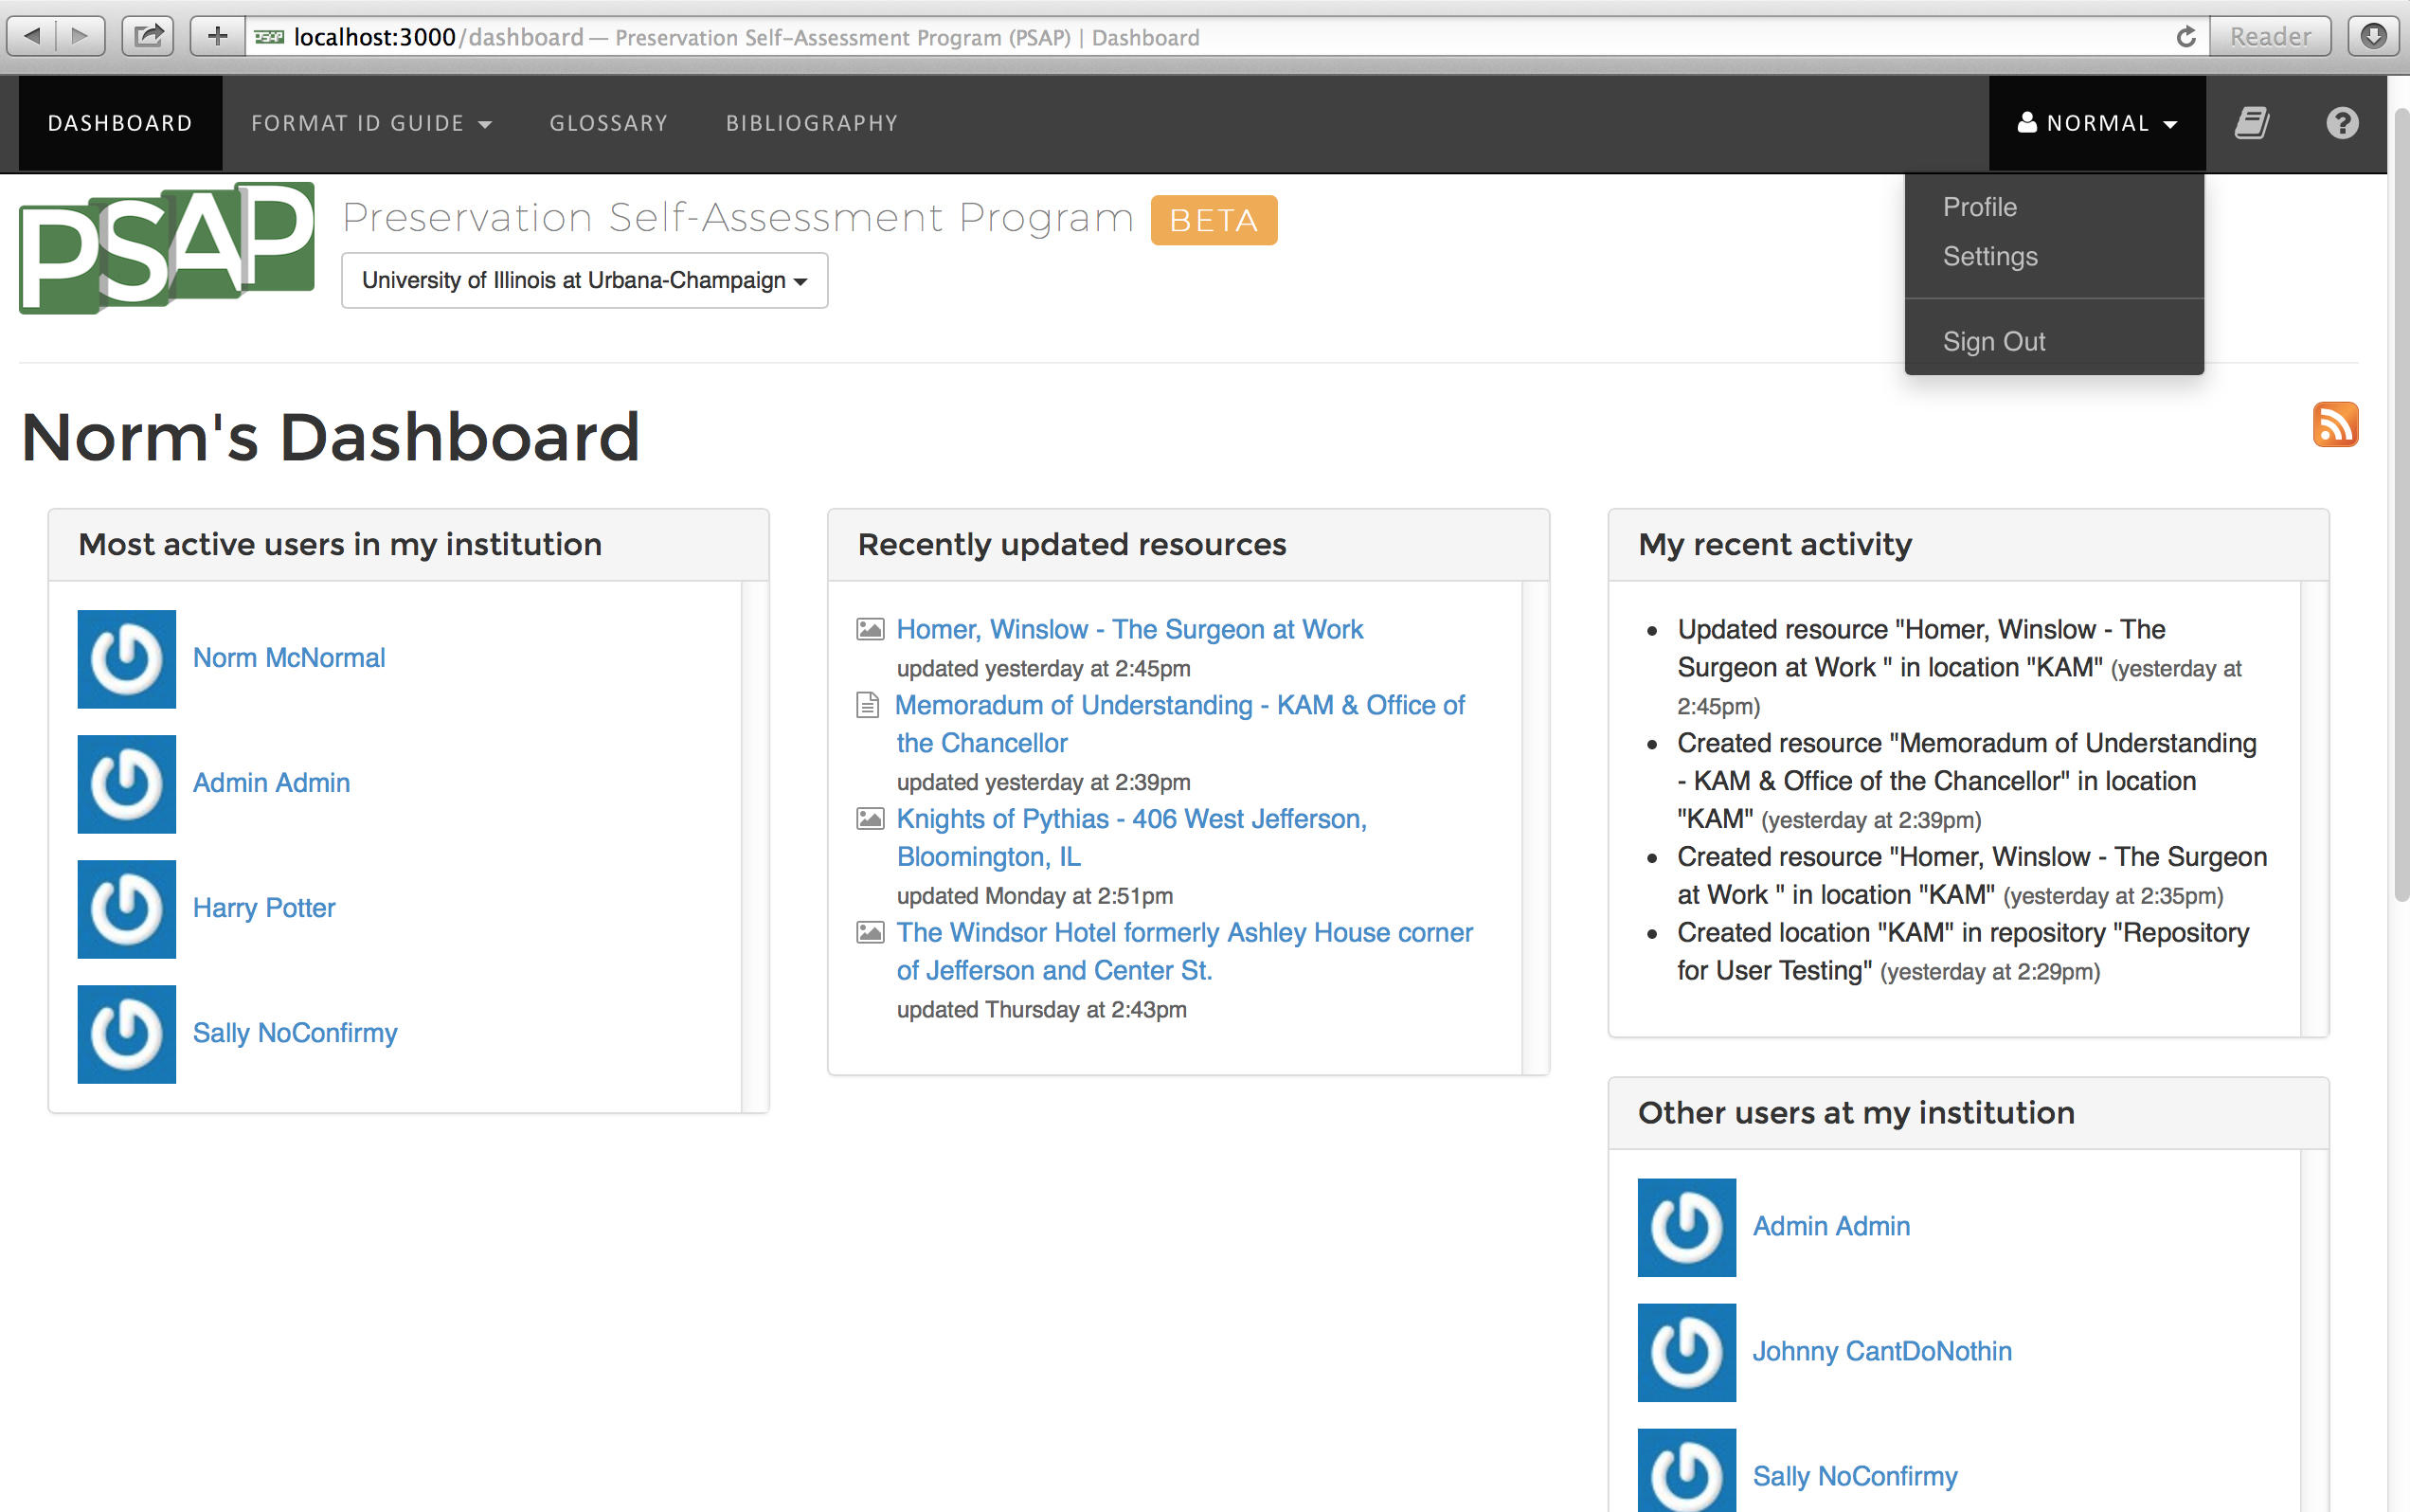 localhost:3000/dashboard — Preservation Self-Assessment Program (PSAP) | Dashboard
Reader
DASHBOARD
FORMAT ID GUIDE
GLOSSARY
BIBLIOGRAPHY
NORMAL
Profile
Settings
Sign Out
PSAP
Preservation Self-Assessment Program BETA
University of Illinois at Urbana-Champaign
Norm's Dashboard
Most active users in my institution
Norm McNormal
Admin Admin
Harry Potter
Sally NoConfirmy
Recently updated resources
Homer, Winslow - The Surgeon at Work
updated yesterday at 2:45pm
Memoradum of Understanding - KAM & Office of
the Chancellor
updated yesterday at 2:39pm
Knights of Pythias - 406 West Jefferson,
Bloomington, IL
updated Monday at 2:51pm
The Windsor Hotel formerly Ashley House corner
of Jefferson and Center St.
updated Thursday at 2:43pm
My recent activity
Updated resource "Homer, Winslow - The
Surgeon at Work " in location "KAM" (yesterday at
2:45pm)
Created resource "Memoradum of Understanding
- KAM & Office of the Chancellor" in location
"KAM" (yesterday at 2:39pm)
Created resource "Homer, Winslow - The Surgeon
at Work " in location "KAM" (yesterday at 2:35pm)
Created location "KAM" in repository "Repository
for User Testing" (yesterday at 2:29pm)
Other users at my institution
Admin Admin
Johnny CantDoNothin
Sally NoConfirmy